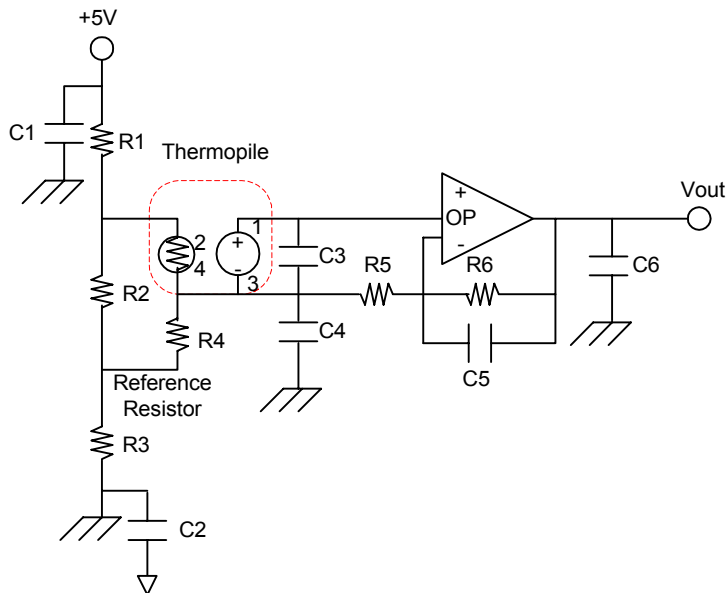 +5V
C1
R1
Thermopile
Vout
+
OP
-
1
+
2
-
4
3
C3
R5
R6
C6
R2
C4
R4
C5
Reference
Resistor
R3
C2